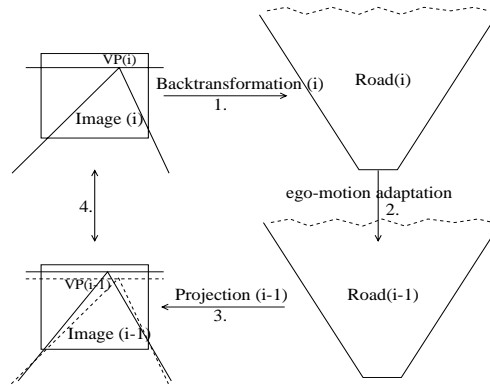 VP(i)
Backtransformation (i)
1.
Road(i)
Image (i)
ego-motion adaptation
2.
4.
VP(i-1)
Projection (i-1)
3.
Road(i-1)
Image (i-1)